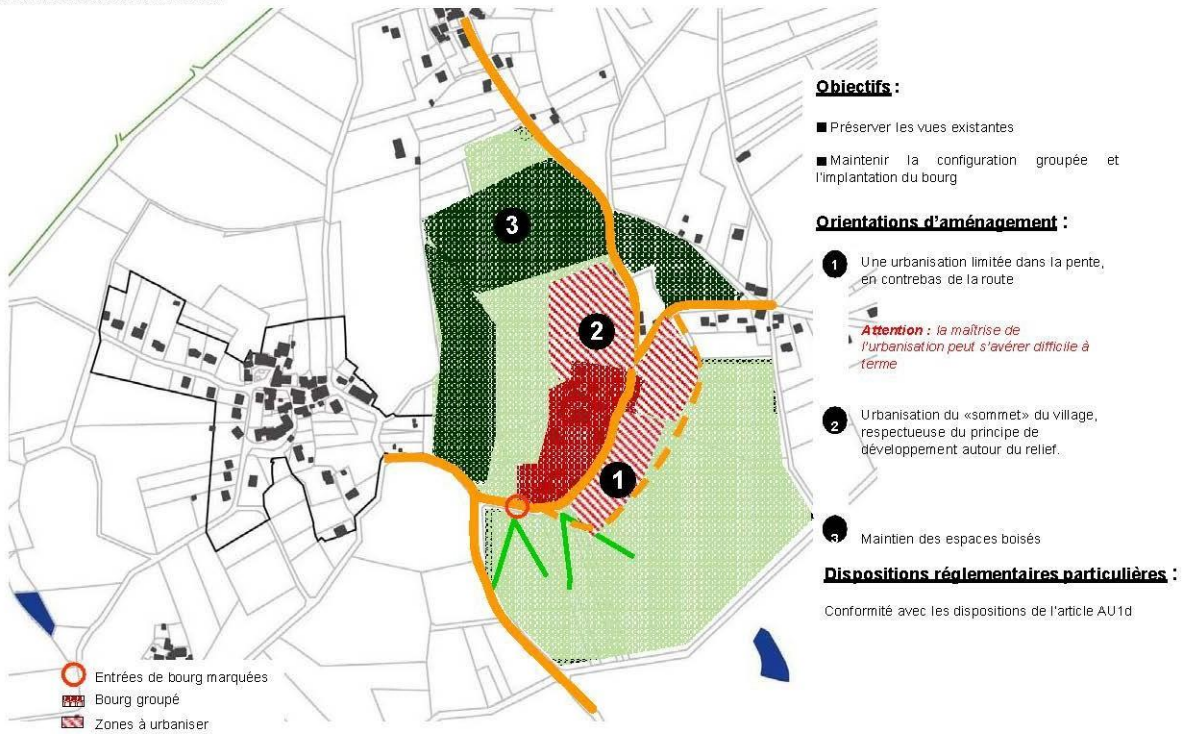 Objectifs :
■ Préserver les vues existantes
■ Maintenir la configuration groupée et
l'implantation du bourg
Orientations d'aménagement :
1 Une urbanisation limitée dans la pente,
en contrebas de la route
Attention : la maîtrise de
l'urbanisation peut s'avérer difficile à
terme
2 Urbanisation du «sommet» du village,
respectueuse du principe de
développement autour du relief.
3 Maintien des espaces boisés
Dispositions réglementaires particulières :
Conformité avec les dispositions de l'article AU1d
3
2
1
Entrées de bourg marquées
Bourg groupé
Zones à urbaniser